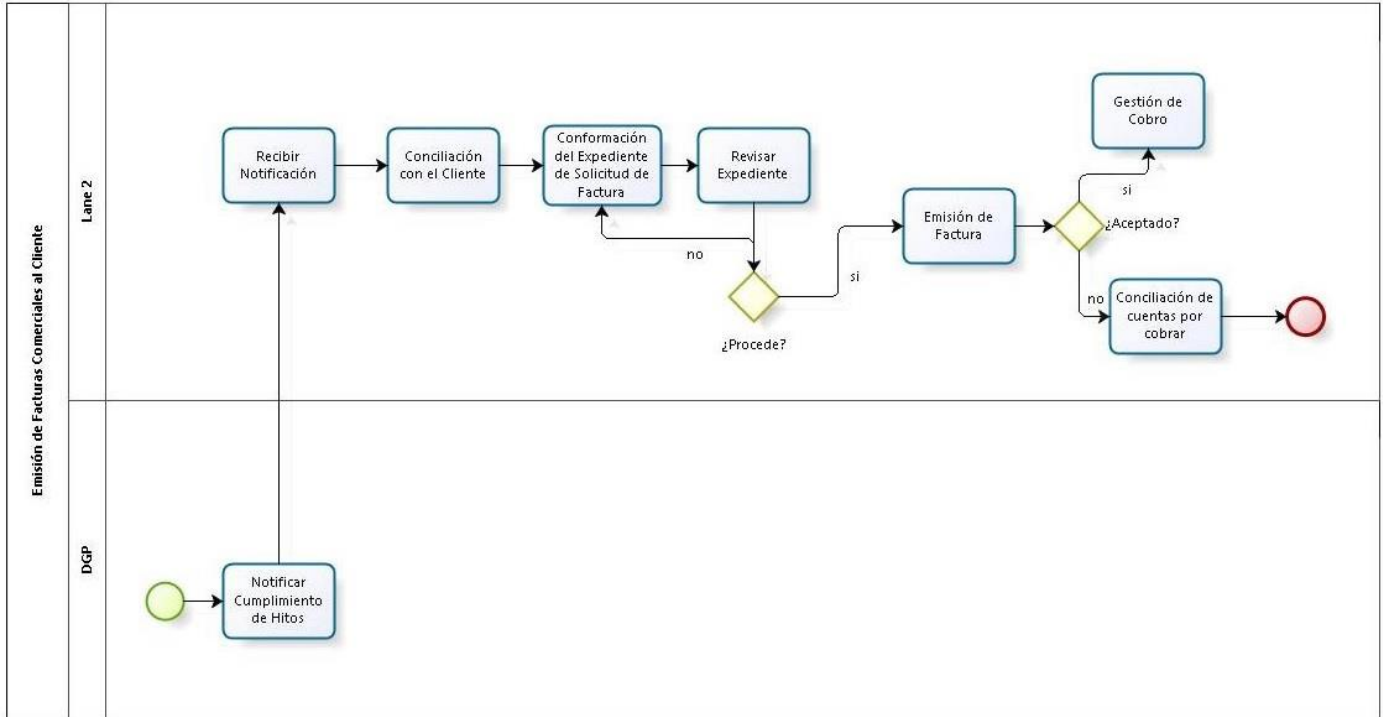 Emisión de Facturas Comerciales al Cliente
Lane 2
Recibir
Notificación
Conciliación
con el Cliente
Conformación
del Expediente
de Solicitud de
Factura
Revisar
Expediente
no
¿Procede?
si
Emisión de
Factura
¿Aceptado?
si
Gestión de
Cobro
no
Conciliación de
cuentas por
cobrar
DGP
Notificar
Cumplimiento
de Hitos